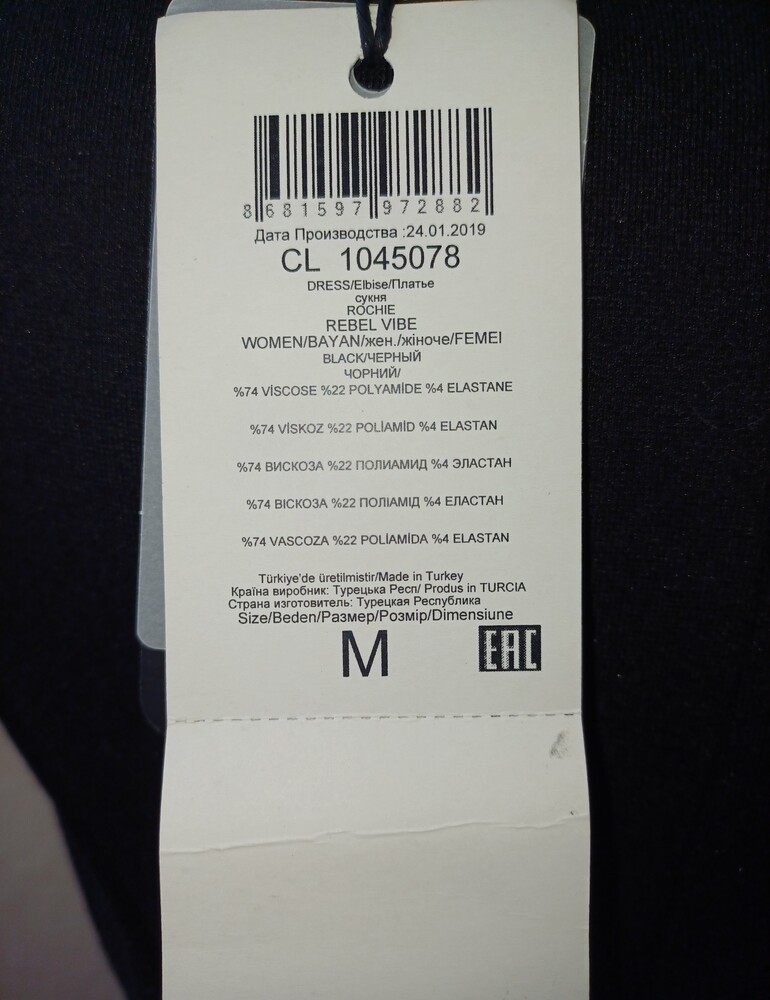 8 681597 972882
Дата Производства :24.01.2019
CL 1045078
DRESS/Elbise/Платье
сукня
ROCHIE
REBEL VIBE
WOMEN/BAYAN/жен./жіноче/FEMEI
BLACK/ЧЕРНЫЙ
ЧОРНИЙ/
%74 VİSCOSE %22 POLYAMİDE %4 ELASTANE
%74 VİSKOZ %22 POLİAMİD %4 ELASTAN
%74 ВИСКОЗА %22 ПОЛИАМИД %4 ЭЛАСТАН
%74 ВІСКОЗА %22 ПОЛІАМІД %4 ЕЛАСТАН
%74 VASCOZA %22 POLİAMİDA %4 ELASTAN
Türkiye'de üretilmistir/Made in Turkey
Країна виробник: Турецька Респ/ Produs in TURCIA
Страна изготовитель: Турецкая Республика
Size/Beden/Размер/Розмір/Dimensiune
M
EAC